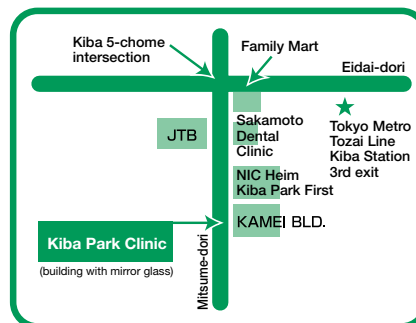 Kiba 5-chome
intersection
Family Mart
Eidai-dori
JTB
Sakamoto
Dental
Clinic
Tokyo Metro
Tozai Line
Kiba Station
3rd exit
NIC Heim
Kiba Park First
KAMEI BLD.
Kiba Park Clinic
(building with mirror glass)
Mitsume-dori